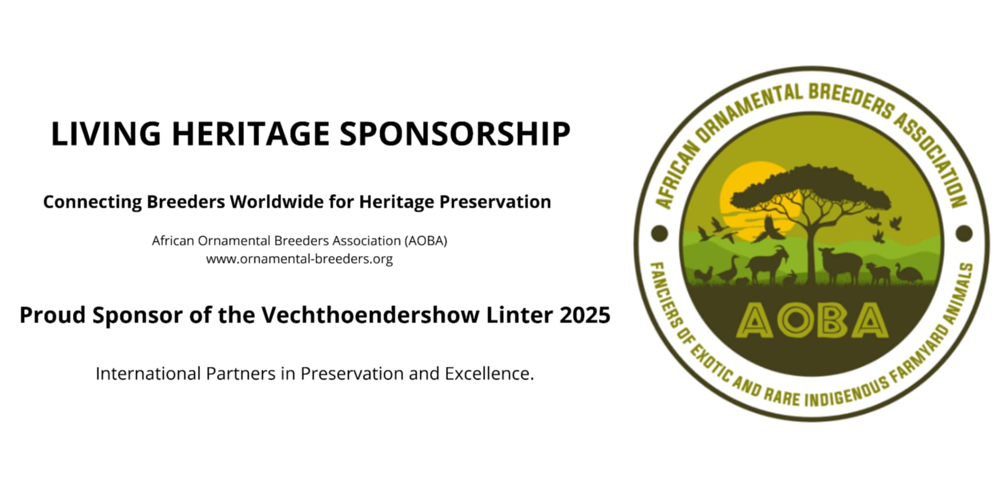 LIVING HERITAGE SPONSORSHIP
Connecting Breeders Worldwide for Heritage Preservation
African Ornamental Breeders Association (AOBA)
www.ornamental-breeders.org
Proud Sponsor of the Vechthoendershow Linter 2025
International Partners in Preservation and Excellence.
AFRICAN ORNAMENTAL BREEDERS ASSOCIATION
AOBA
FANCIERS OF EXOTIC AND RARE INDIGENOUS FARMYARD ANIMALS